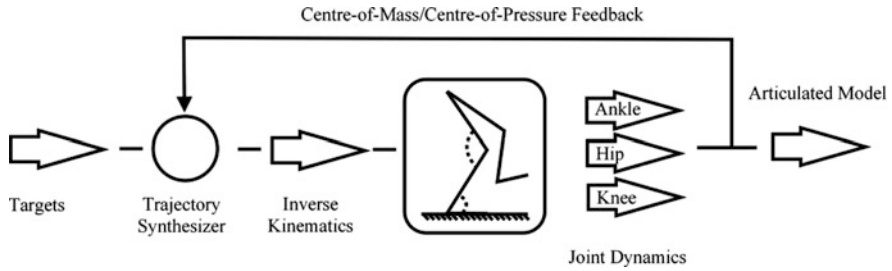 Centre-of-Mass/Centre-of-Pressure Feedback
Articulated Model
Ankle
Hip
Knee
Targets
Trajectory
Synthesizer
Inverse
Kinematics
Joint Dynamics